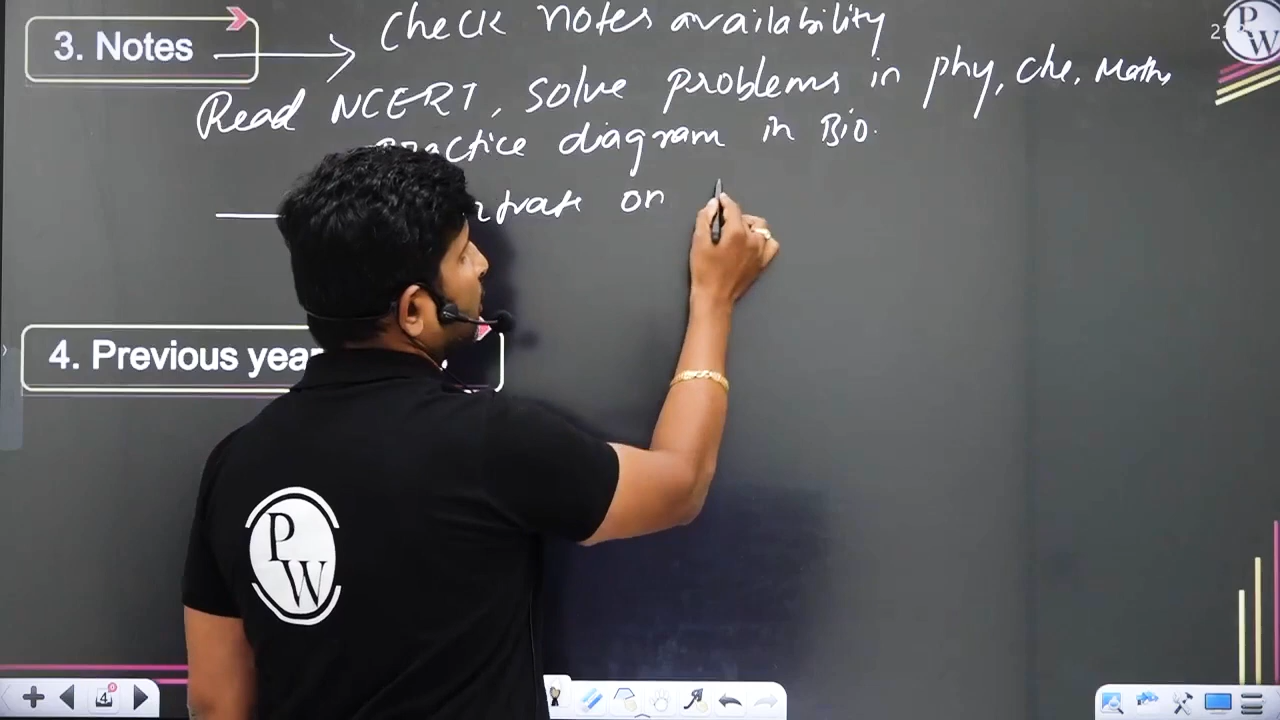 3. Notes
Check Notes availability
Read NCERT, Solve problems in phy, Che, Maths
Practice diagram in Bio.
on
4. Previous
PW
PW